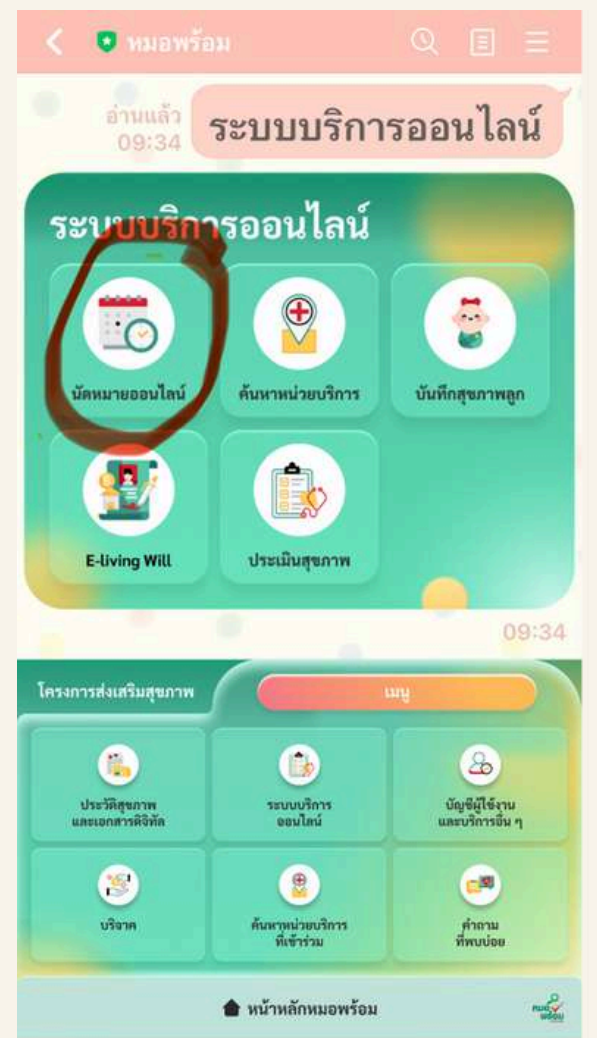 หมอพร้อม
อ่านแล้ว
09:34
ระบบบริการออนไลน์
ระบบบริการออนไลน์
นัดหมายออนไลน์
ค้นหาหน่วยบริการ
บันทึกสุขภาพลูก
E-living Will
ประเมินสุขภาพ
09:34
โครงการส่งเสริมสุขภาพ
เมนู
ประวัติสุขภาพ
และเอกสารดิจิทัล
ระบบบริการ
ออนไลน์
บัญชีผู้ใช้งาน
และบริการอื่น ๆ
บริจาค
ค้นหาหน่วยบริการ
ที่เข้าร่วม
คำถาม
ที่พบบ่อย
หน้าหลักหมอพร้อม
หมอพร้อม